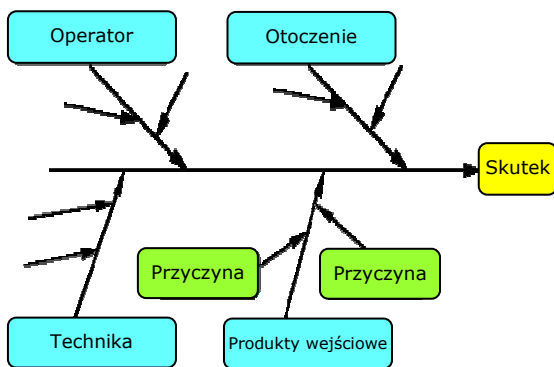 Operator
Otoczenie
Skutek
Przyczyna
Przyczyna
Technika
Produkty wejściowe